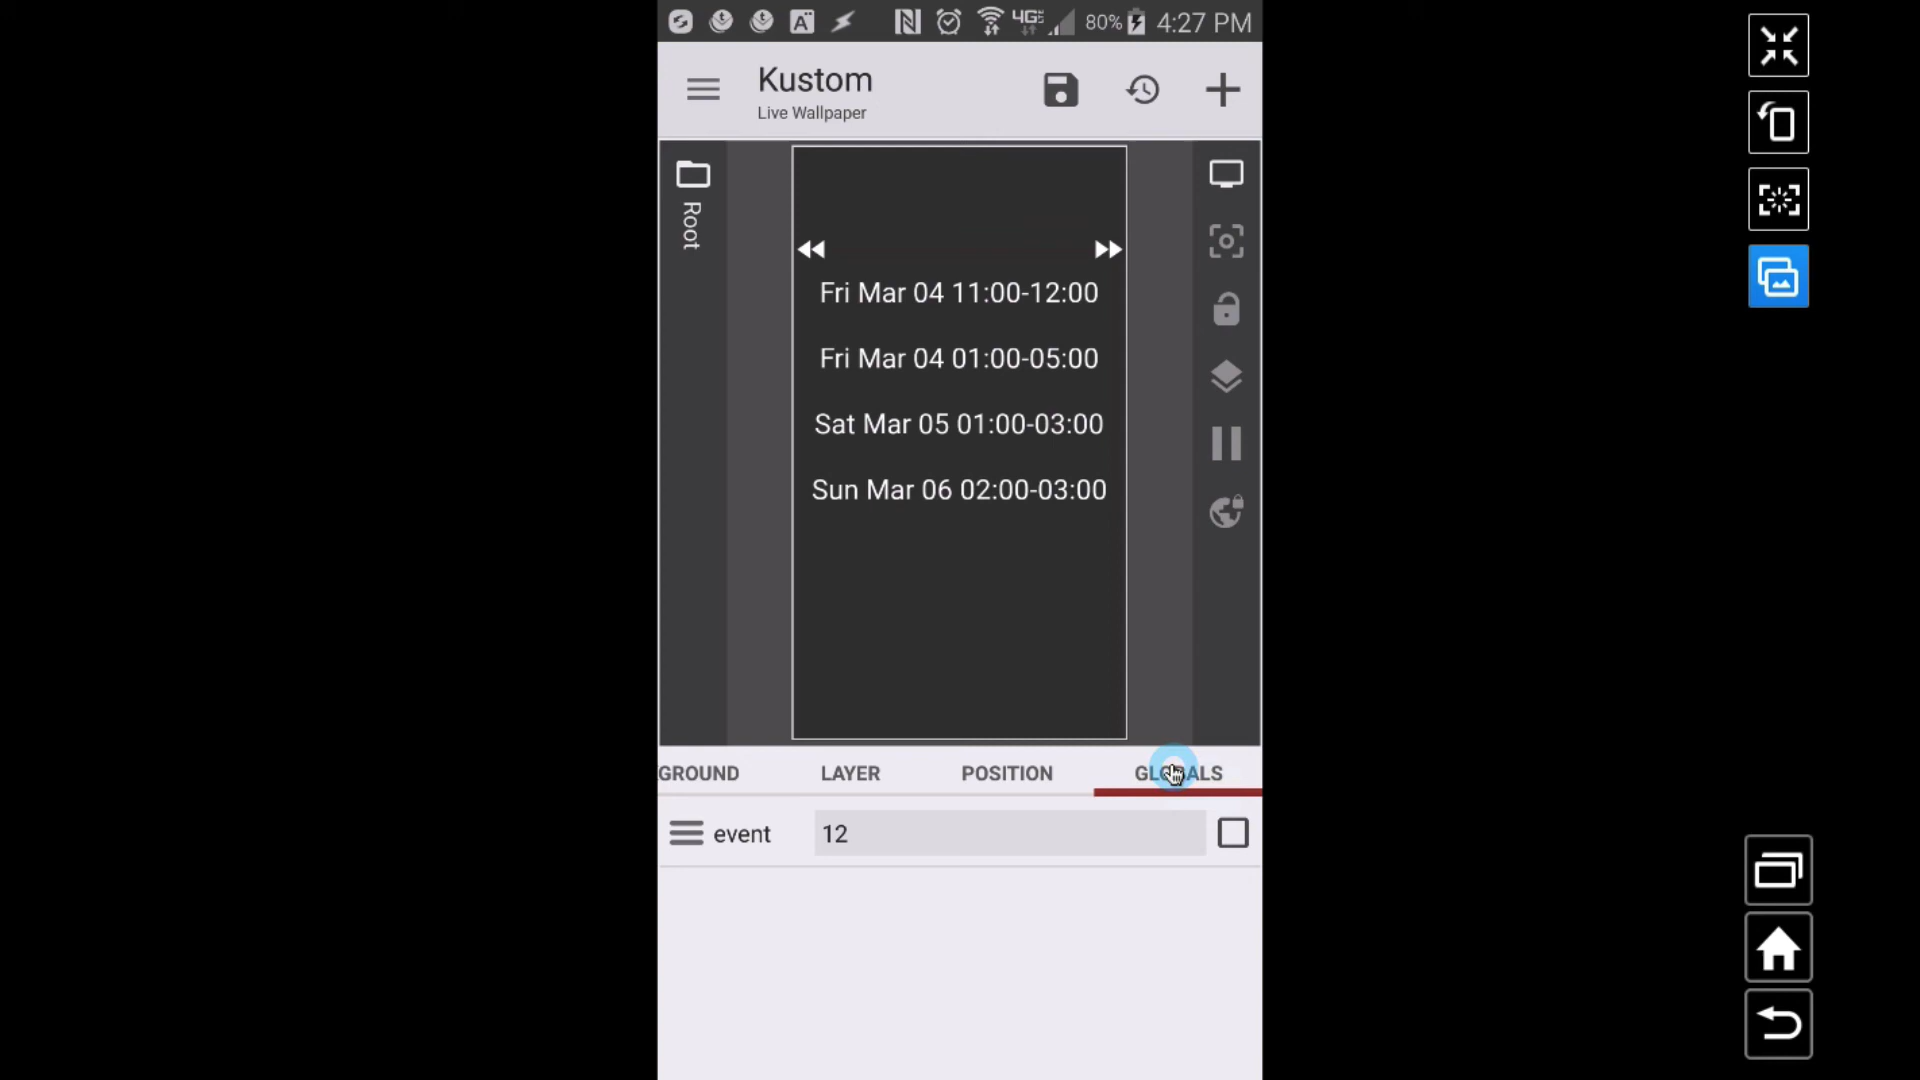 80% 4:27 PM
Kustom
Live Wallpaper
Root
Fri Mar 04 11:00-12:00
Fri Mar 04 01:00-05:00
Sat Mar 05 01:00-03:00
Sun Mar 06 02:00-03:00
GROUND LAYER POSITION GLOBALS
event 12